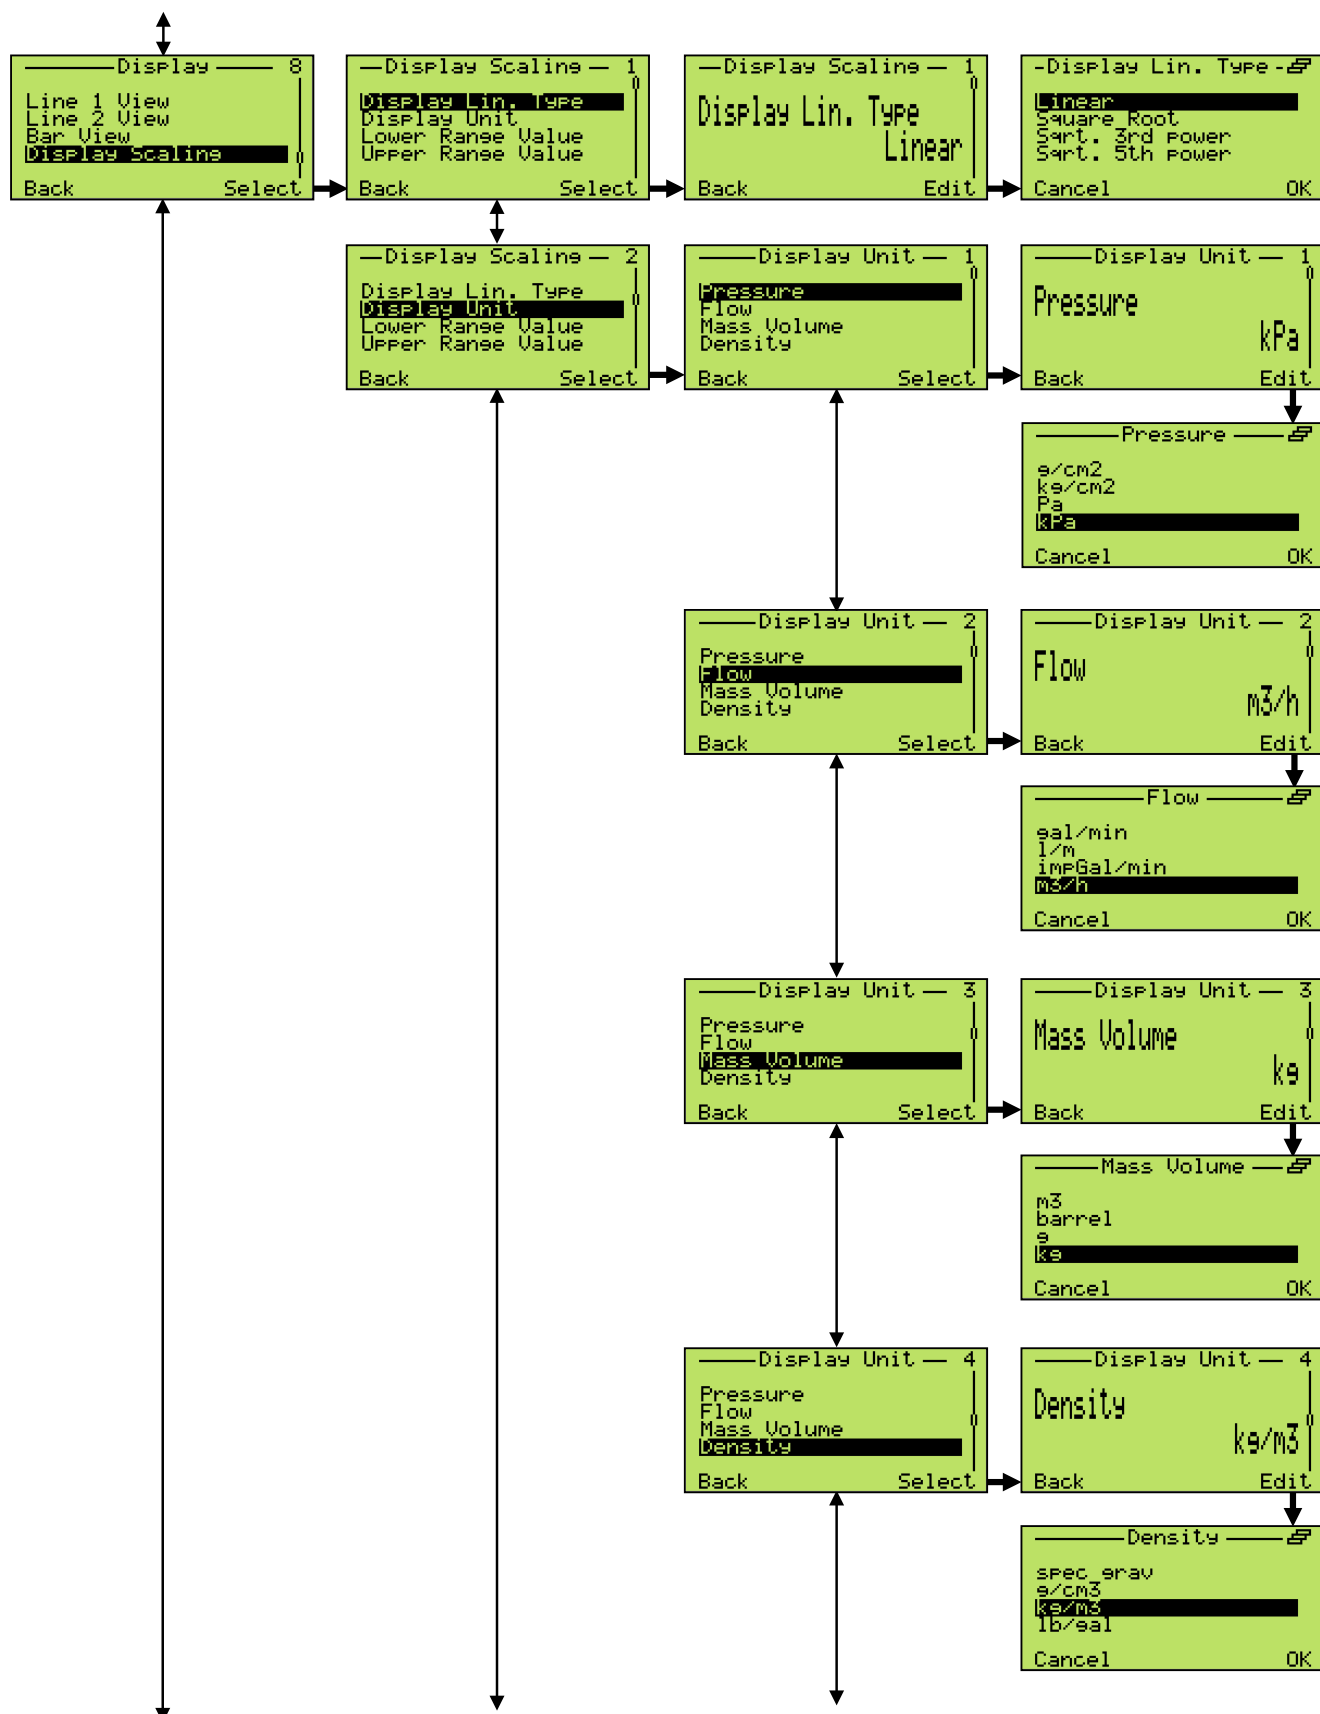 Display 8
Line 1 View
Line 2 View
Bar View
Display Scaling
Back Select
Display Scaling 1
Display Lin. Type
Display Unit
Lower Range Value
Upper Range Value
Back Select
Display Scaling 1
Display Lin. Type
Linear
Back Edit
-Display Lin. Type-
Linear
Square Root
Sqrt. 3rd power
Sqrt. 5th power
Cancel OK
Display Scaling 2
Display Lin. Type
Display Unit
Lower Range Value
Upper Range Value
Back Select
Display Unit 1
Pressure
Flow
Mass Volume
Density
Back Select
Display Unit 1
Pressure
kPa
Back Edit
Pressure
g/cm2
kg/cm2
Pa
kPa
Cancel OK
Display Unit 2
Pressure
Flow
Mass Volume
Density
Back Select
Display Unit 2
Flow
m3/h
Back Edit
Flow
gal/min
l/m
impGal/min
m3/h
Cancel OK
Display Unit 3
Pressure
Flow
Mass Volume
Density
Back Select
Display Unit 3
Mass Volume
kg
Back Edit
Mass Volume
m3
barrel
g
kg
Cancel OK
Display Unit 4
Pressure
Flow
Mass Volume
Density
Back Select
Display Unit 4
Density
kg/m3
Back Edit
Density
spec_grav
g/cm3
kg/m3
lb/gal
Cancel OK